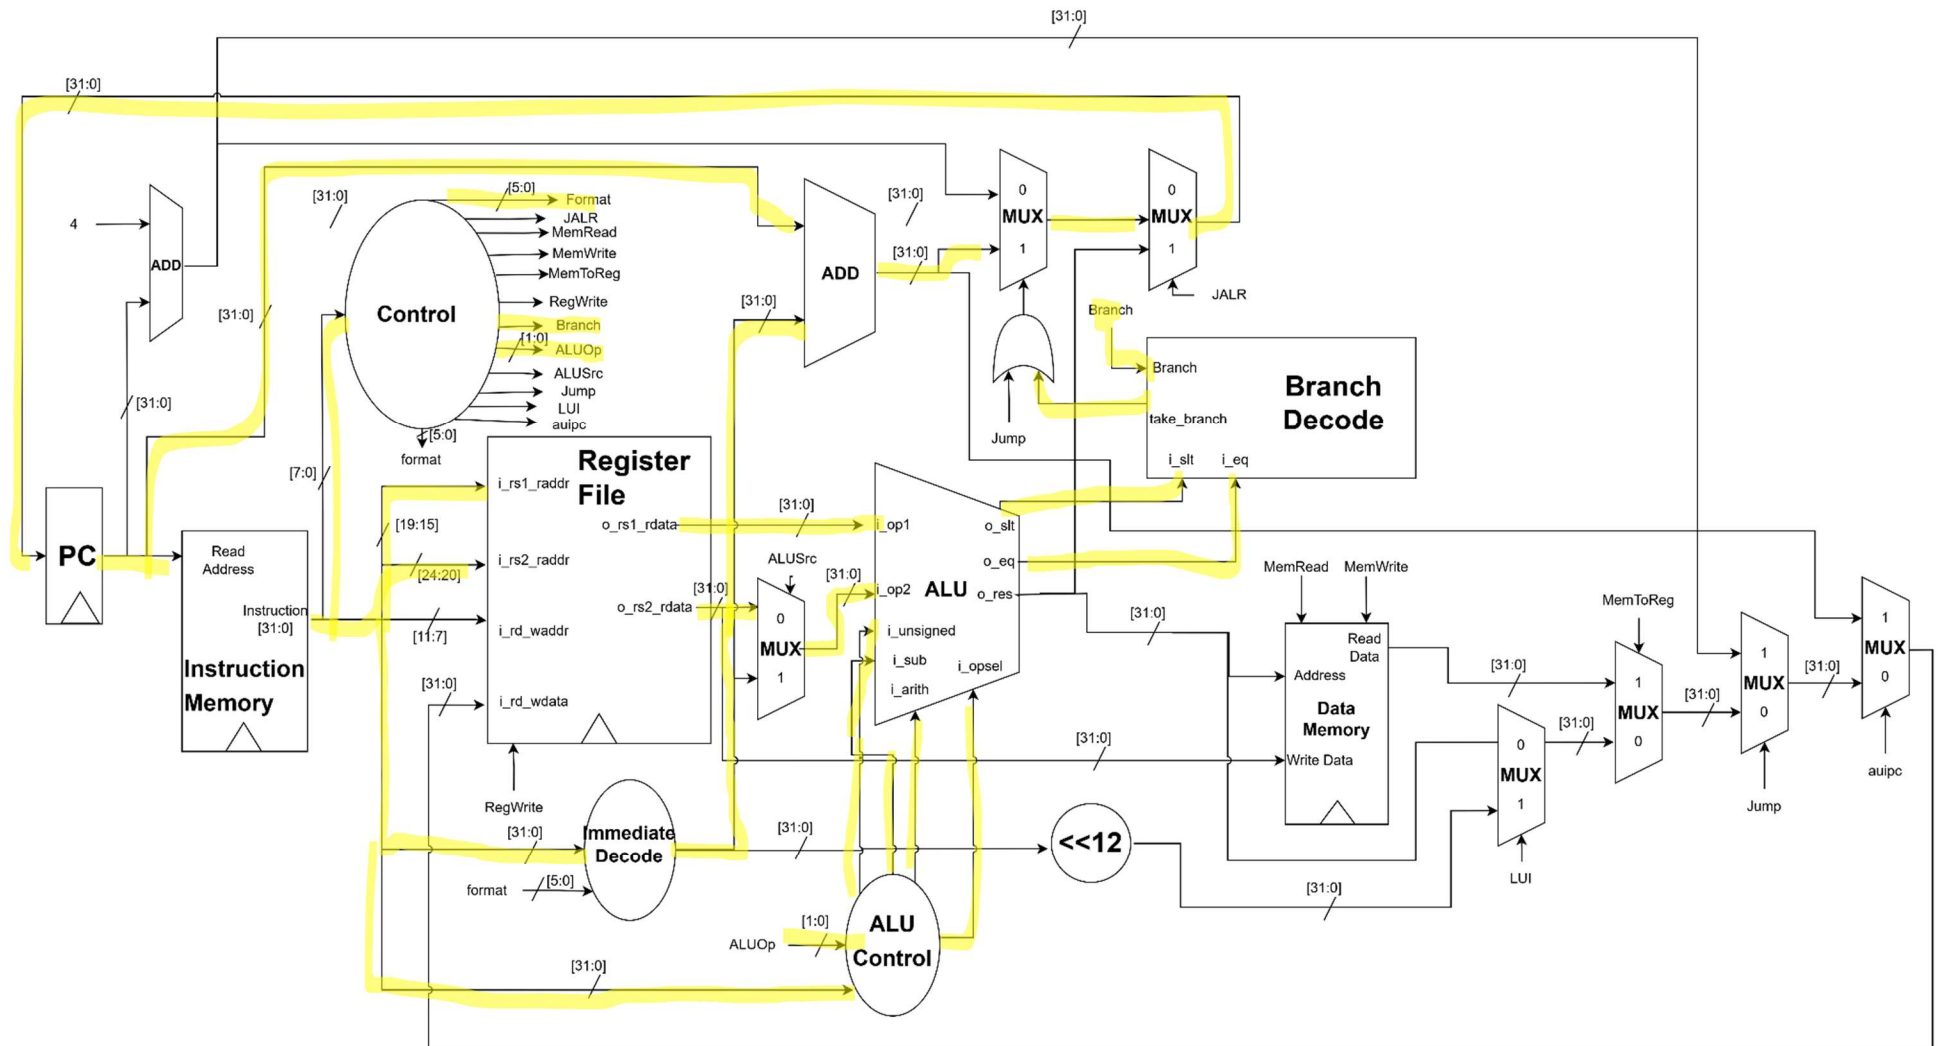 [31:0]
[31:0]
4
ADD
[31:0]
[31:0]
[31:0]
Control
[5:0]
Format
JALR
MemRead
MemWrite
MemToReg
RegWrite
Branch
[1:0]
ALUOp
ALUSrc
Jump
LUI
auipc
[5:0]
format
[7:0]
[31:0]
ADD
[31:0]
[31:0]
0
MUX
1
0
MUX
1
JALR
Jump
Branch
Branch
take_branch
Branch
Decode
i_slt
i_eq
PC
Read
Address
Instruction
[31:0]
Instruction
Memory
[19:15]
[24:20]
[11:7]
[31:0]
Register
File
i_rs1_raddr
i_rs2_raddr
i_rd_waddr
i_rd_wdata
o_rs1_rdata
o_rs2_rdata
RegWrite
[31:0]
ALUSrc
[31:0]
[31:0]
0
MUX
1
i_op1
i_op2
i_unsigned
i_sub
i_arith
i_opsel
ALU
o_slt
o_eq
o_res
[31:0]
MemRead
MemWrite
Read
Data
Address
Data
Memory
Write Data
[31:0]
[31:0]
MemToReg
1
MUX
0
[31:0]
[31:0]
0
MUX
1
LUI
1
MUX
0
Jump
[31:0]
1
MUX
0
auipc
[31:0]
Immediate
Decode
format
[5:0]
[31:0]
<<12
[31:0]
ALUOp
[1:0]
ALU
Control
[31:0]